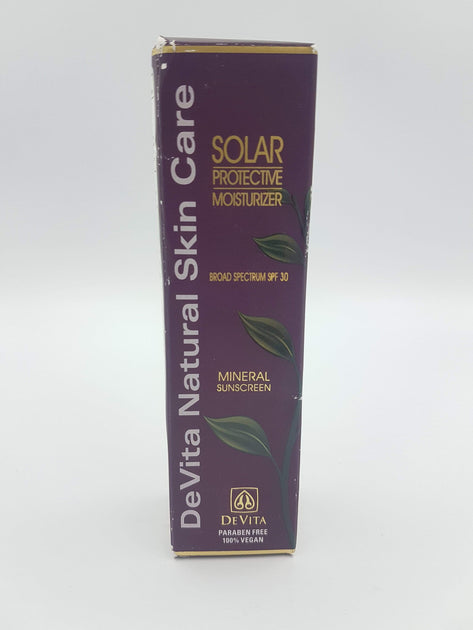 DeVita Natural Skin Care
SOLAR
PROTECTIVE
MOISTURIZER
BROAD SPECTRUM SPF 30
MINERAL
SUNSCREEN
DEVITA
PARABEN FREE
100% VEGAN